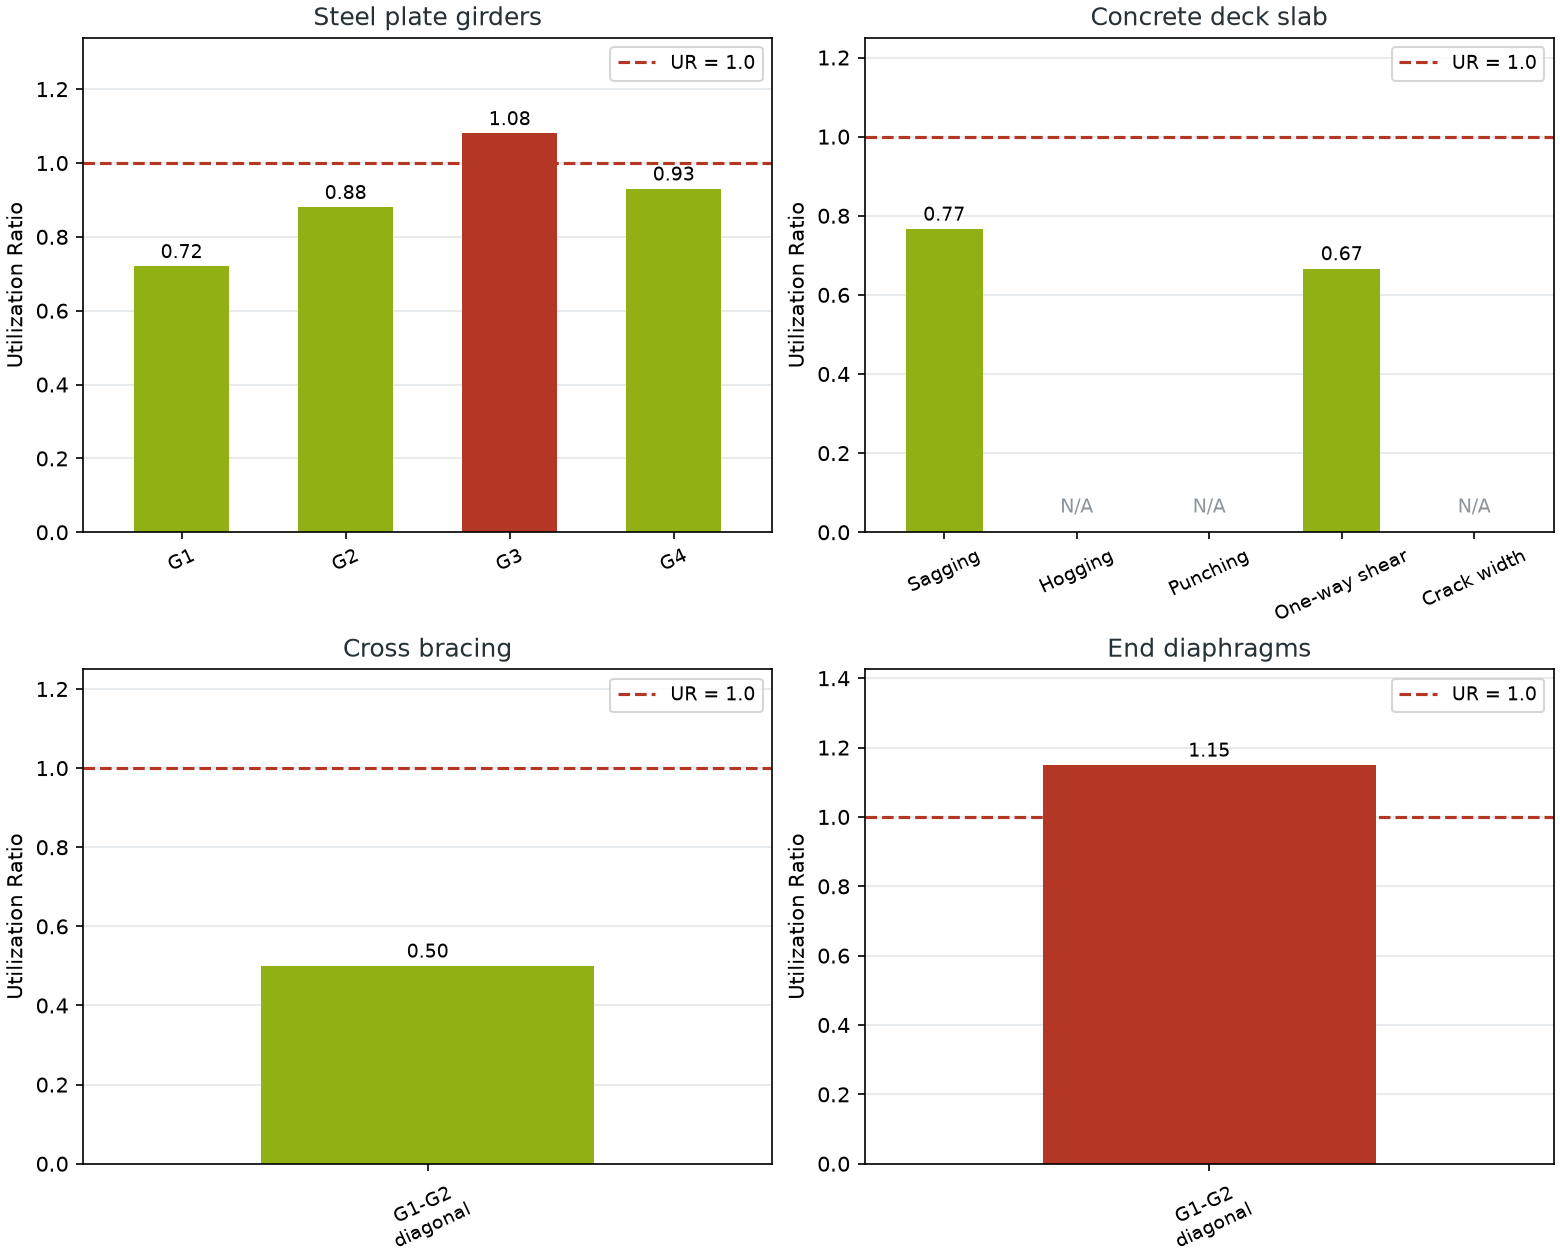 Steel plate girders
UR = 1.0
Utilization Ratio
1.2
1.0
0.8
0.6
0.4
0.2
0.0
0.72
0.88
1.08
0.93
G1
G2
G3
G4
Concrete deck slab
UR = 1.0
Utilization Ratio
1.2
1.0
0.8
0.6
0.4
0.2
0.0
0.77
N/A
N/A
0.67
N/A
Sagging
Hogging
Punching
One-way shear
Crack width
Cross bracing
UR = 1.0
Utilization Ratio
1.2
1.0
0.8
0.6
0.4
0.2
0.0
0.50
G1-G2
diagonal
End diaphragms
UR = 1.0
Utilization Ratio
1.4
1.2
1.0
0.8
0.6
0.4
0.2
0.0
1.15
G1-G2
diagonal